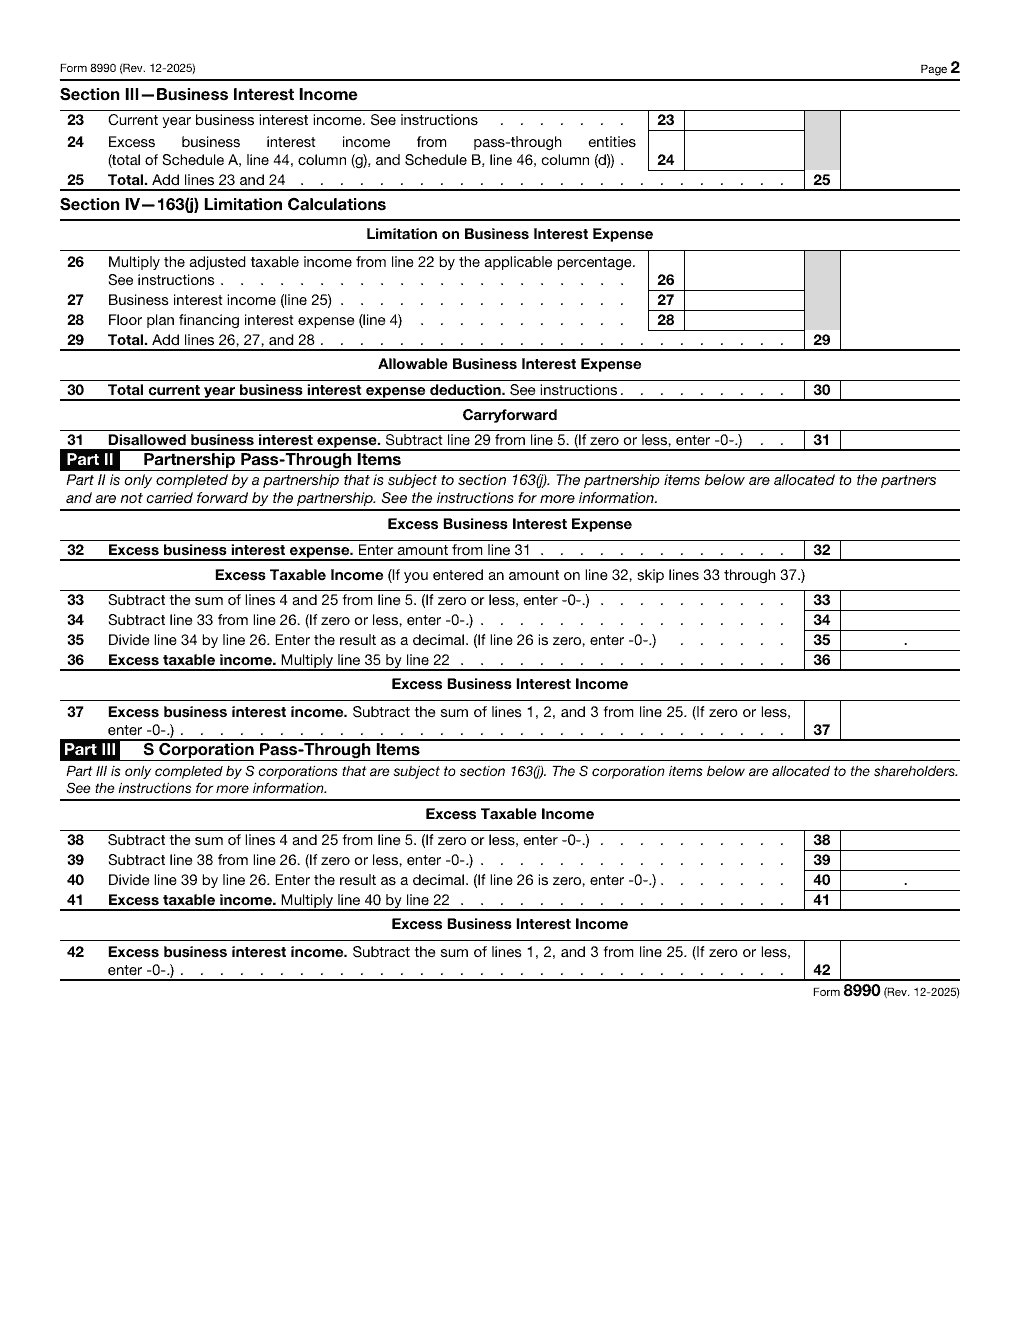 Form 8990 (Rev. 12-2025) Page 2
Section III—Business Interest Income
23 Current year business interest income. See instructions . . . . . . . 23
24 Excess business interest income from pass-through entities
(total of Schedule A, line 44, column (g), and Schedule B, line 46, column (d)) . 24
25 Total. Add lines 23 and 24 . . . . . . . . . . . . . . . . . . . . . . . . . 25
Section IV—163(j) Limitation Calculations
Limitation on Business Interest Expense
26 Multiply the adjusted taxable income from line 22 by the applicable percentage.
See instructions . . . . . . . . . . . . . . . . . . . . . 26
27 Business interest income (line 25) . . . . . . . . . . . . . . . 27
28 Floor plan financing interest expense (line 4) . . . . . . . . . . . 28
29 Total. Add lines 26, 27, and 28 . . . . . . . . . . . . . . . . . . . . . . . . 29
Allowable Business Interest Expense
30 Total current year business interest expense deduction. See instructions . . . . . . . . . 30
Carryforward
31 Disallowed business interest expense. Subtract line 29 from line 5. (If zero or less, enter -0-.) . . 31
Part II Partnership Pass-Through Items
Part II is only completed by a partnership that is subject to section 163(j). The partnership items below are allocated to the partners
and are not carried forward by the partnership. See the instructions for more information.
Excess Business Interest Expense
32 Excess business interest expense. Enter amount from line 31 . . . . . . . . . . . . . 32
Excess Taxable Income (If you entered an amount on line 32, skip lines 33 through 37.)
33 Subtract the sum of lines 4 and 25 from line 5. (If zero or less, enter -0-.) . . . . . . . . . . 33
34 Subtract line 33 from line 26. (If zero or less, enter -0-.) . . . . . . . . . . . . . . . . 34
35 Divide line 34 by line 26. Enter the result as a decimal. (If line 26 is zero, enter -0-.) . . . . . . 35 .
36 Excess taxable income. Multiply line 35 by line 22 . . . . . . . . . . . . . . . . . 36
Excess Business Interest Income
37 Excess business interest income. Subtract the sum of lines 1, 2, and 3 from line 25. (If zero or less,
enter -0-.) . . . . . . . . . . . . . . . . . . . . . . . . . . . . . . . 37
Part III S Corporation Pass-Through Items
Part III is only completed by S corporations that are subject to section 163(j). The S corporation items below are allocated to the shareholders.
See the instructions for more information.
Excess Taxable Income
38 Subtract the sum of lines 4 and 25 from line 5. (If zero or less, enter -0-.) . . . . . . . . . . 38
39 Subtract line 38 from line 26. (If zero or less, enter -0-.) . . . . . . . . . . . . . . . . 39
40 Divide line 39 by line 26. Enter the result as a decimal. (If line 26 is zero, enter -0-.) . . . . . . . 40 .
41 Excess taxable income. Multiply line 40 by line 22 . . . . . . . . . . . . . . . . . 41
Excess Business Interest Income
42 Excess business interest income. Subtract the sum of lines 1, 2, and 3 from line 25. (If zero or less,
enter -0-.) . . . . . . . . . . . . . . . . . . . . . . . . . . . . . . . 42
Form 8990 (Rev. 12-2025)